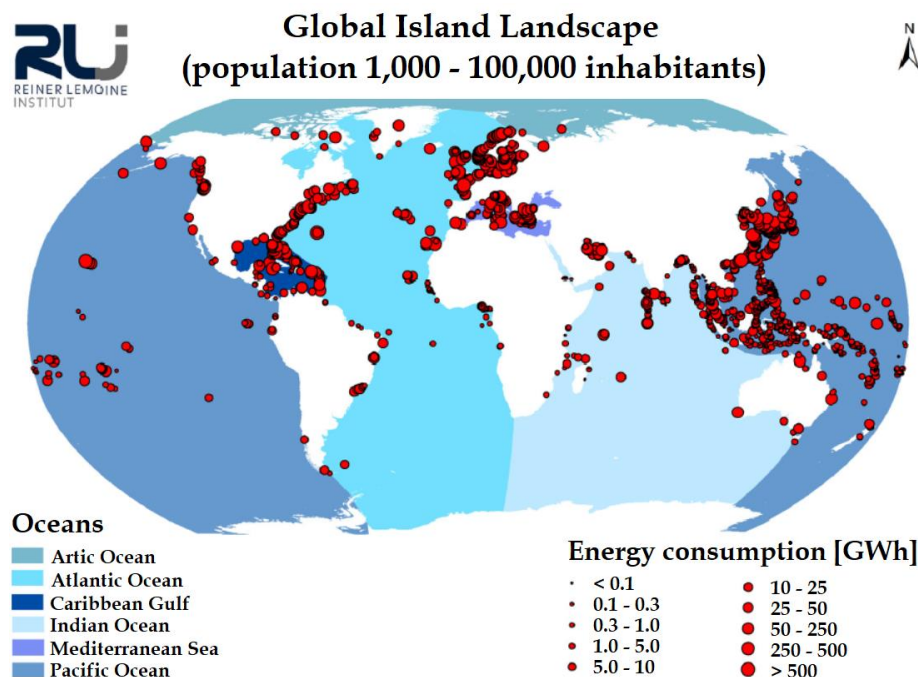 RLI
REINER LEMOINE
INSTITUT
Global Island Landscape
(population 1,000 - 100,000 inhabitants)
N
Oceans
Artic Ocean
Atlantic Ocean
Caribbean Gulf
Indian Ocean
Mediterranean Sea
Pacific Ocean
Energy consumption [GWh]
< 0.1
0.1 - 0.3
0.3 - 1.0
1.0 - 5.0
5.0 - 10
10 - 25
25 - 50
50 - 250
250 - 500
> 500